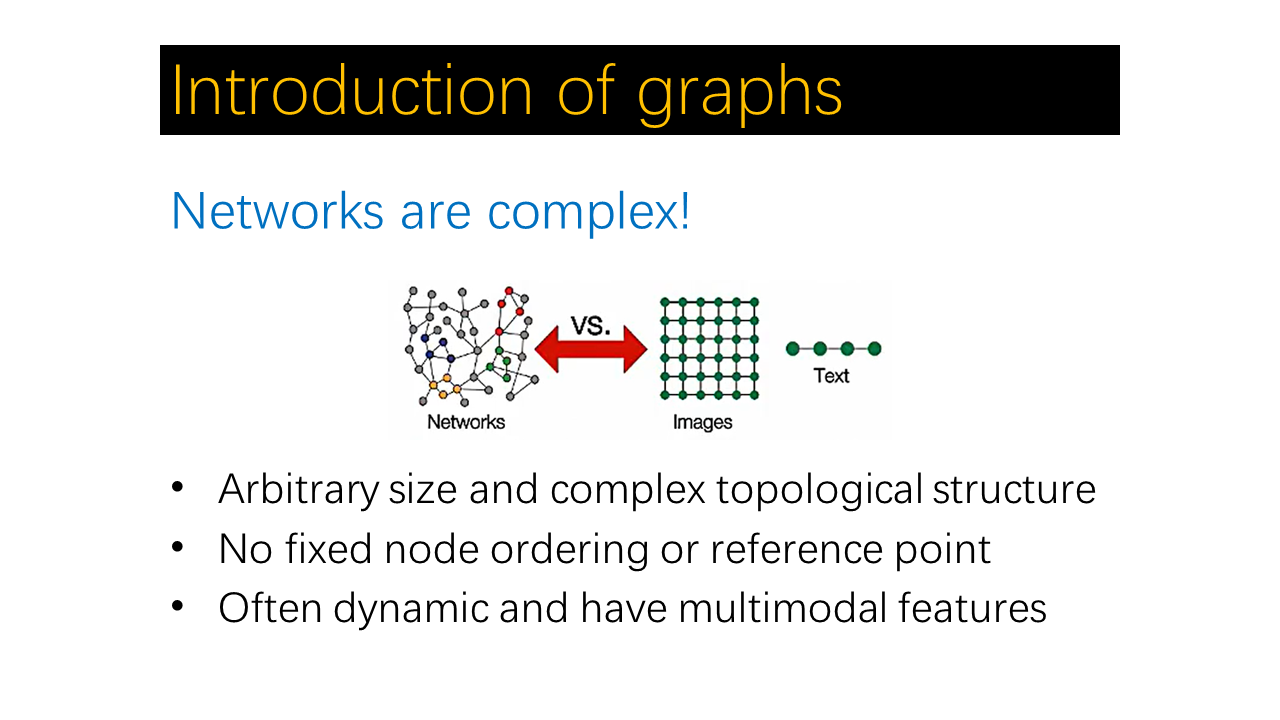 Introduction of graphs
Networks are complex!
vs.
Text
Networks
Images
• Arbitrary size and complex topological structure
• No fixed node ordering or reference point
• Often dynamic and have multimodal features